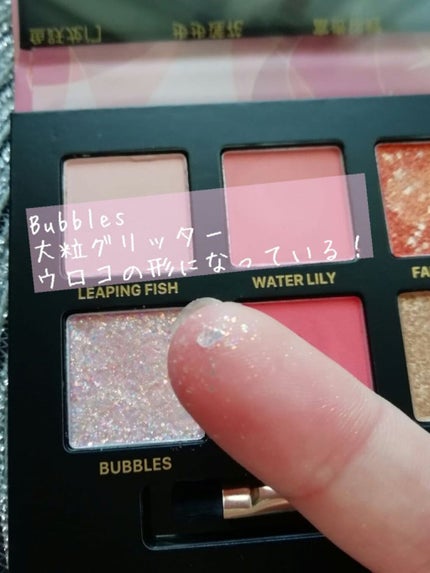 Bubbles
大粒グリッター
ウロコの形になっている!
LEAPING FISH
WATER LILY
FA
BUBBLES